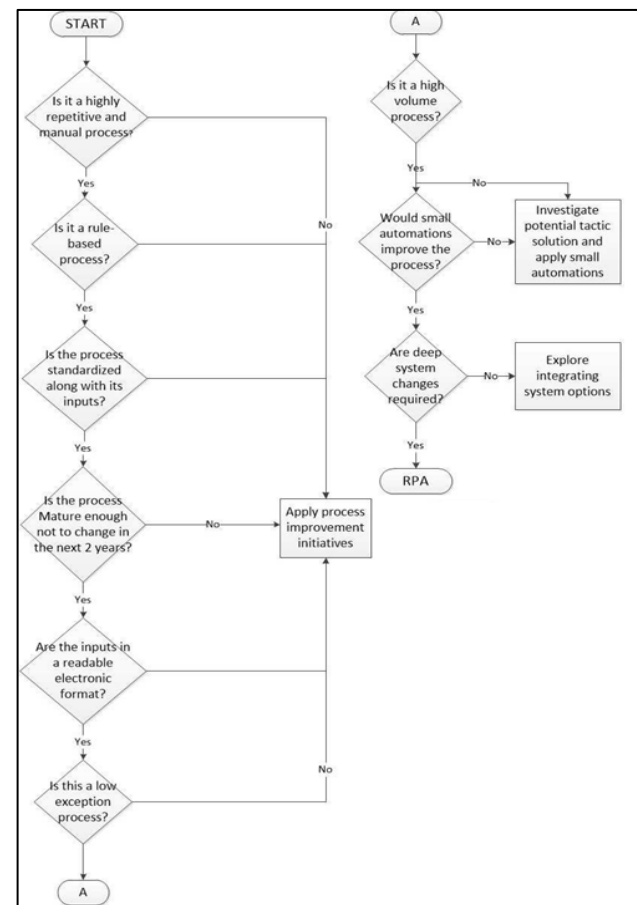 START
Is it a highly
repetitive and
manual process?
Yes
Is it a rule-
based
process?
Yes
Is the process
standardized
along with its
inputs?
Yes
Is the process
Mature enough
not to change in
the next 2 years?
Yes
Are the inputs in
a readable
electronic
format?
Yes
Is this a low
exception
process?
A
No
No
Apply process
improvement
initiatives
No
A
Is it a high
volume
process?
Yes
No
Would small
automations
improve the
process?
No
Investigate
potential tactic
solution and
apply small
automations
Yes
Are deep
system
changes
required?
No
Explore
integrating
system options
Yes
RPA